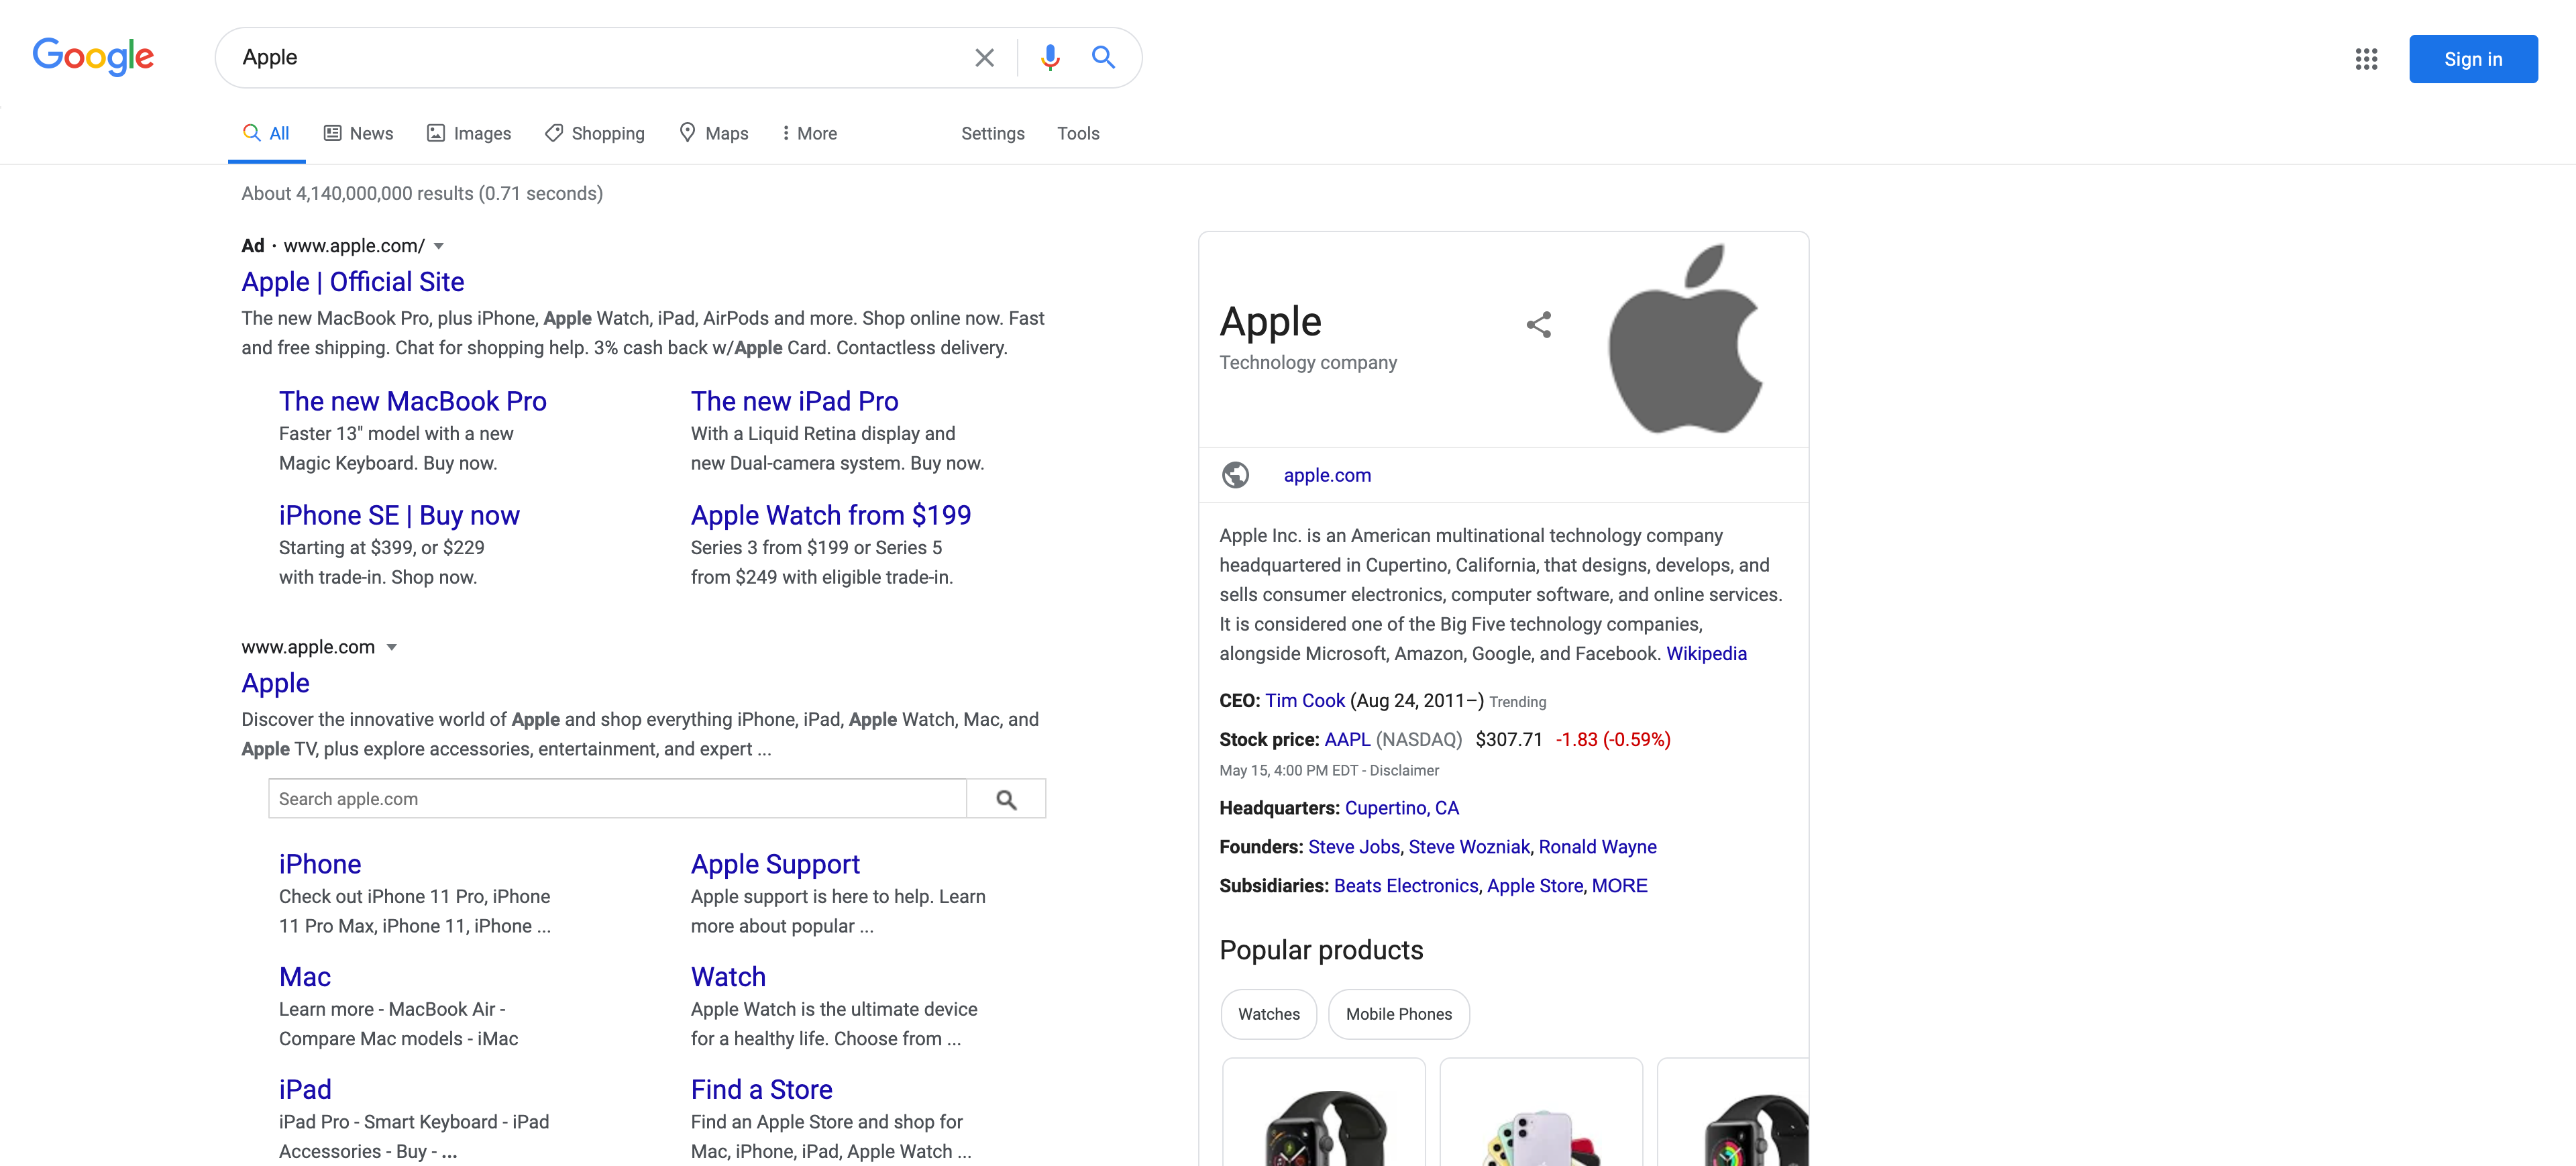 Google
Apple
Sign in
All
News
Images
Shopping
Maps
More
Settings
Tools
About 4,140,000,000 results (0.71 seconds)
Ad · www.apple.com/
Apple | Official Site
The new MacBook Pro, plus iPhone, Apple Watch, iPad, AirPods and more. Shop online now. Fast
and free shipping. Chat for shopping help. 3% cash back w/Apple Card. Contactless delivery.
The new MacBook Pro
Faster 13" model with a new
Magic Keyboard. Buy now.
The new iPad Pro
With a Liquid Retina display and
new Dual-camera system. Buy now.
iPhone SE | Buy now
Starting at $399, or $229
with trade-in. Shop now.
Apple Watch from $199
Series 3 from $199 or Series 5
from $249 with eligible trade-in.
www.apple.com
Apple
Discover the innovative world of Apple and shop everything iPhone, iPad, Apple Watch, Mac, and
Apple TV, plus explore accessories, entertainment, and expert ...
Search apple.com
iPhone
Check out iPhone 11 Pro, iPhone
11 Pro Max, iPhone 11, iPhone ...
Apple Support
Apple support is here to help. Learn
more about popular ...
Mac
Learn more - MacBook Air -
Compare Mac models - iMac
Watch
Apple Watch is the ultimate device
for a healthy life. Choose from ...
iPad
iPad Pro - Smart Keyboard - iPad
Accessories - Buy - ...
Find a Store
Find an Apple Store and shop for
Mac, iPhone, iPad, Apple Watch ...
Apple
Technology company
apple.com
Apple Inc. is an American multinational technology company
headquartered in Cupertino, California, that designs, develops, and
sells consumer electronics, computer software, and online services.
It is considered one of the Big Five technology companies,
alongside Microsoft, Amazon, Google, and Facebook. Wikipedia
CEO: Tim Cook (Aug 24, 2011–) Trending
Stock price: AAPL (NASDAQ) $307.71 -1.83 (-0.59%)
May 15, 4:00 PM EDT - Disclaimer
Headquarters: Cupertino, CA
Founders: Steve Jobs, Steve Wozniak, Ronald Wayne
Subsidiaries: Beats Electronics, Apple Store, MORE
Popular products
Watches
Mobile Phones